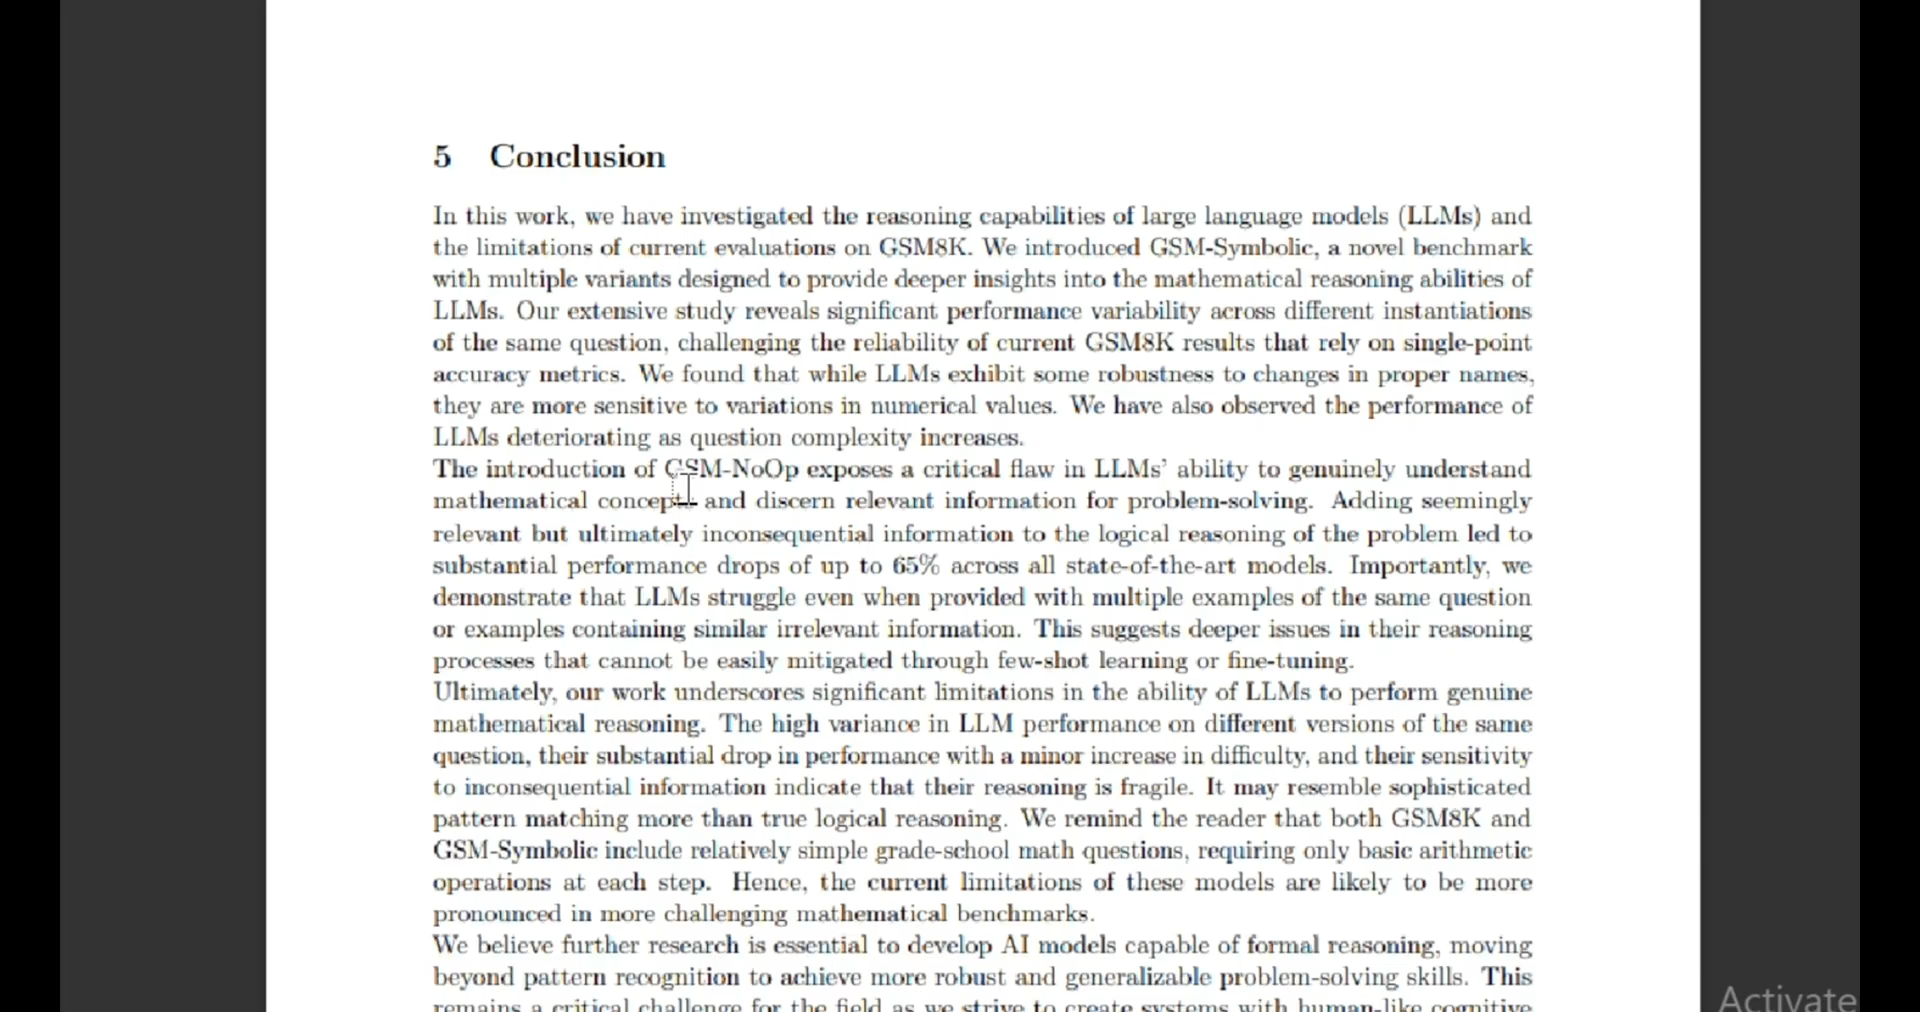 5 Conclusion
In this work, we have investigated the reasoning capabilities of large language models (LLMs) and
the limitations of current evaluations on GSM8K. We introduced GSM-Symbolic, a novel benchmark
with multiple variants designed to provide deeper insights into the mathematical reasoning abilities of
LLMs. Our extensive study reveals significant performance variability across different instantiations
of the same question, challenging the reliability of current GSM8K results that rely on single-point
accuracy metrics. We found that while LLMs exhibit some robustness to changes in proper names,
they are more sensitive to variations in numerical values. We have also observed the performance of
LLMs deteriorating as question complexity increases.
The introduction of GSM-NoOp exposes a critical flaw in LLMs' ability to genuinely understand
mathematical concepts and discern relevant information for problem-solving. Adding seemingly
relevant but ultimately inconsequential information to the logical reasoning of the problem led to
substantial performance drops of up to 65% across all state-of-the-art models. Importantly, we
demonstrate that LLMs struggle even when provided with multiple examples of the same question
or examples containing similar irrelevant information. This suggests deeper issues in their reasoning
processes that cannot be easily mitigated through few-shot learning or fine-tuning.
Ultimately, our work underscores significant limitations in the ability of LLMs to perform genuine
mathematical reasoning. The high variance in LLM performance on different versions of the same
question, their substantial drop in performance with a minor increase in difficulty, and their sensitivity
to inconsequential information indicate that their reasoning is fragile. It may resemble sophisticated
pattern matching more than true logical reasoning. We remind the reader that both GSM8K and
GSM-Symbolic include relatively simple grade-school math questions, requiring only basic arithmetic
operations at each step. Hence, the current limitations of these models are likely to be more
pronounced in more challenging mathematical benchmarks.
We believe further research is essential to develop AI models capable of formal reasoning, moving
beyond pattern recognition to achieve more robust and generalizable problem-solving skills. This
remains a critical challenge for the field as we strive to create systems with human-like cognitive
Activate